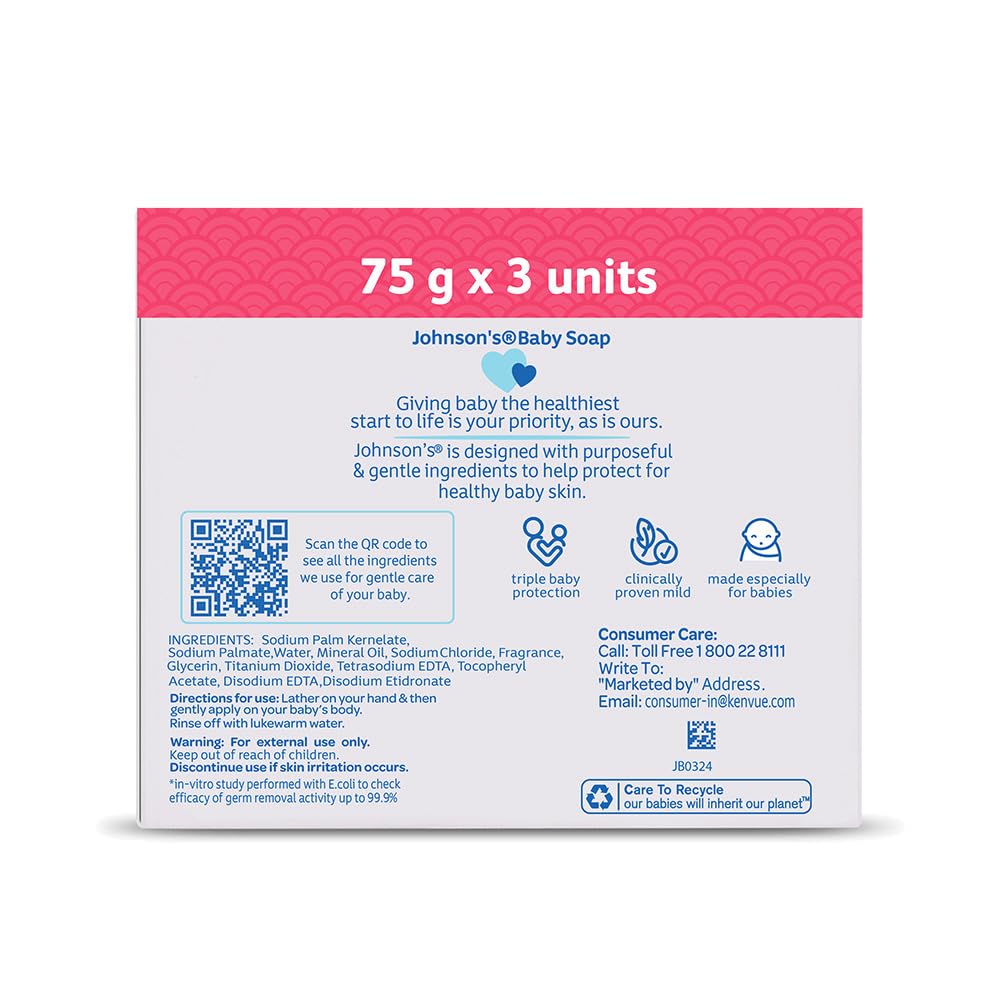 75 g x 3 units
Johnson's®Baby Soap
Giving baby the healthiest
start to life is your priority, as is ours.
Johnson's® is designed with purposeful
& gentle ingredients to help protect for
healthy baby skin.
Scan the QR code to
see all the ingredients
we use for gentle care
of your baby.
triple baby
protection
clinically
proven mild
made especially
for babies
INGREDIENTS: Sodium Palm Kernelate,
Sodium Palmate,Water, Mineral Oil, Sodium Chloride, Fragrance,
Glycerin, Titanium Dioxide, Tetrasodium EDTA, Tocopheryl
Acetate, Disodium EDTA,Disodium Etidronate
Directions for use: Lather on your hand & then
gently apply on your baby's body.
Rinse off with lukewarm water.
Warning: For external use only.
Keep out of reach of children.
Discontinue use if skin irritation occurs.
*in-vitro study performed with E.coli to check
efficacy of germ removal activity up to 99.9%
Consumer Care:
Call: Toll Free 1 800 22 8111
Write To:
"Marketed by" Address.
Email: consumer-in@kenvue.com
JB0324
Care To Recycle
our babies will inherit our planet™